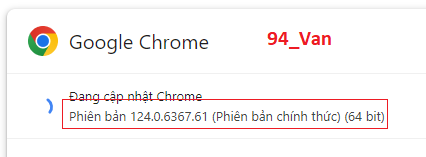 Google Chrome
94_Van
Đang cập nhật Chrome
Phiên bản 124.0.6367.61 (Phiên bản chính thức) (64 bit)